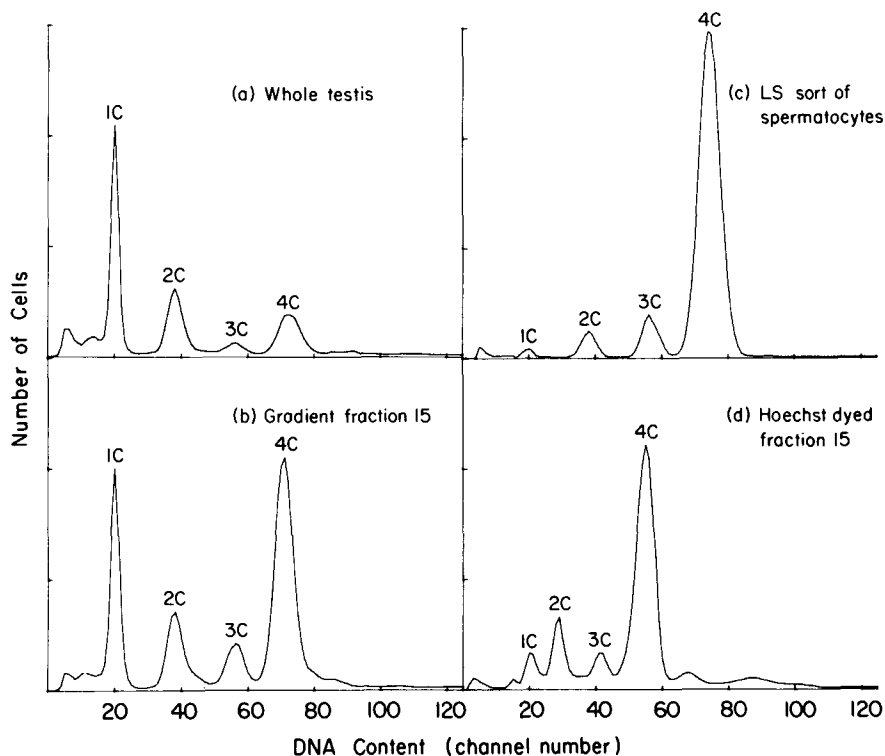 (a) Whole testis
1C
2C
3C
4C
(c) LS sort of
spermatocytes
1C
2C
3C
4C
(b) Gradient fraction 15
1C
2C
3C
4C
(d) Hoechst dyed
fraction 15
1C
2C
3C
4C
Number of Cells
20 40 60 80 100 120
20 40 60 80 100 120
DNA Content (channel number)